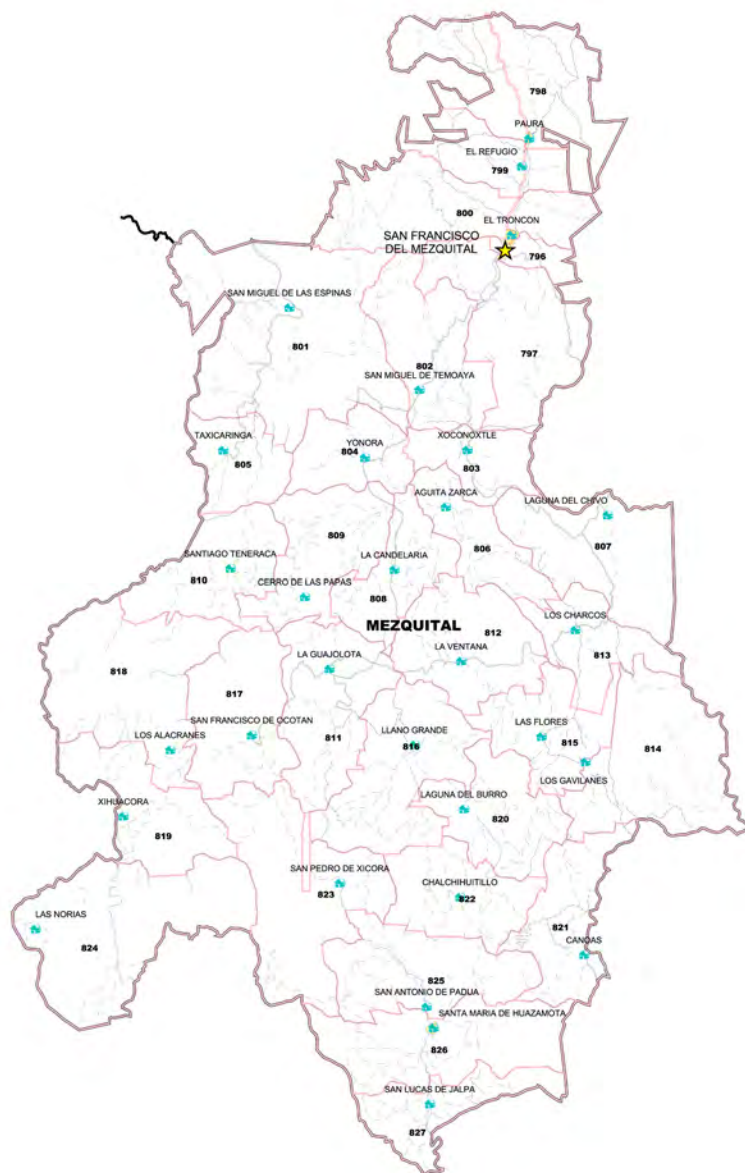 798
PAURA
EL REFUGIO
799
800
EL TRONCON
SAN FRANCISCO
DEL MEZQUITAL
796
SAN MIGUEL DE LAS ESPINAS
801
797
802
SAN MIGUEL DE TEMOAYA
TAXICARINGA
805
YONORA
804
XOCONOXTLE
803
AGUITA ZARCA
LAGUNA DEL CHIVO
809
806
807
SANTIAGO TENERACA
810
LA CANDELARIA
CERRO DE LAS PAPAS
808
MEZQUITAL
812
LOS CHARCOS
813
LA GUAJOLOTA
LA VENTANA
818
817
SAN FRANCISCO DE OCOTAN
LOS ALACRANES
811
LLANO GRANDE
816
LAS FLORES
815
814
LOS GAVILANES
XIHUACORA
819
LAGUNA DEL BURRO
820
SAN PEDRO DE XICORA
823
CHALCHIHUITILLO
822
LAS NORIAS
824
821
CANOAS
825
SAN ANTONIO DE PADUA
SANTA MARIA DE HUAZAMOTA
826
SAN LUCAS DE JALPA
827